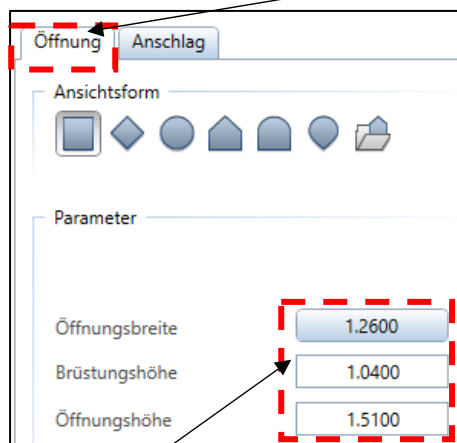 Öffnung Anschlag
Ansichtsform
Parameter
Öffnungsbreite 1.2600
Brüstungshöhe 1.0400
Öffnungshöhe 1.5100